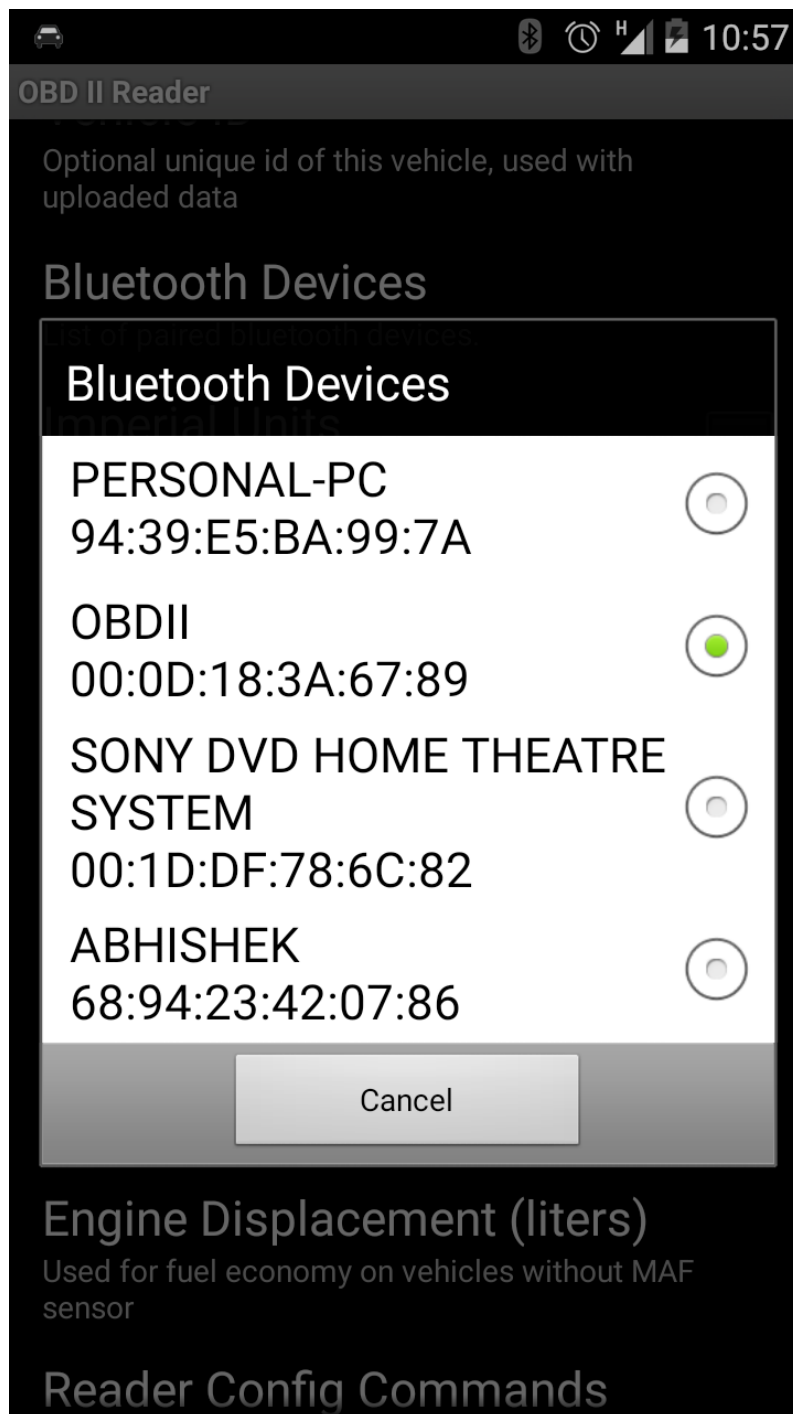 H 10:57
OBD II Reader
Vehicle ID
Optional unique id of this vehicle, used with
uploaded data
Bluetooth Devices
List of paired bluetooth devices.
Bluetooth Devices
Imperial Units
PERSONAL-PC
94:39:E5:BA:99:7A
OBDII
00:0D:18:3A:67:89
SONY DVD HOME THEATRE
SYSTEM
00:1D:DF:78:6C:82
ABHISHEK
68:94:23:42:07:86
Cancel
Engine Displacement (liters)
Used for fuel economy on vehicles without MAF
sensor
Reader Config Commands